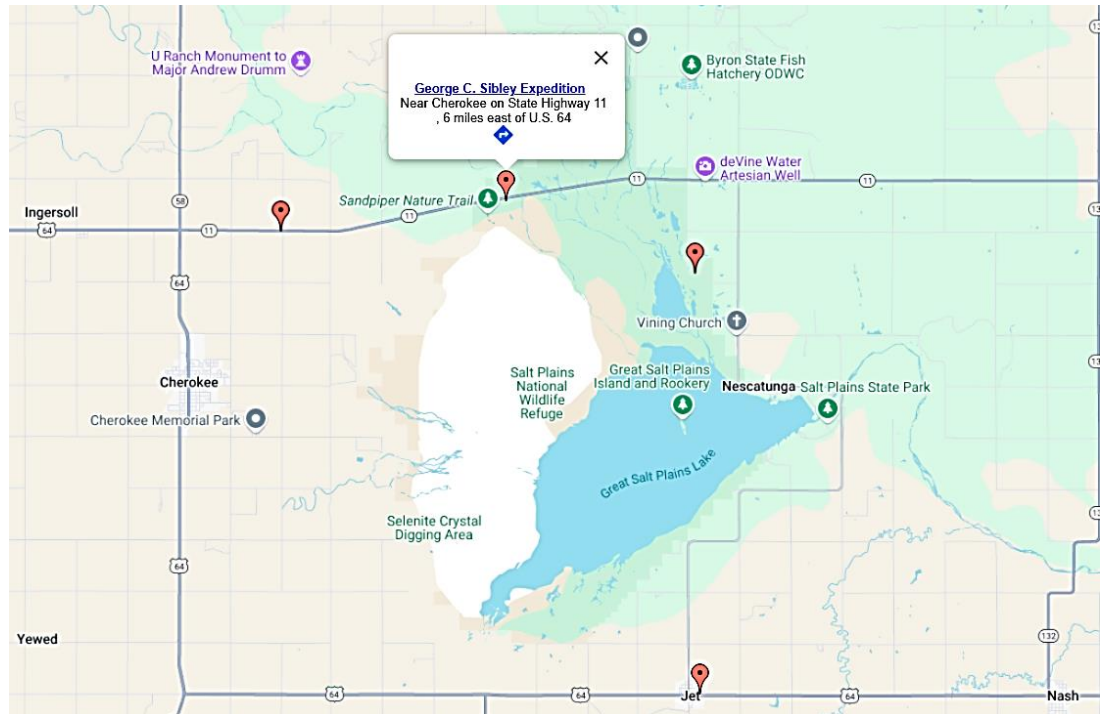 U Ranch Monument to
Major Andrew Drumm
George C. Sibley Expedition
Near Cherokee on State Highway 11
, 6 miles east of U.S. 64
Byron State Fish
Hatchery ODWC
deVine Water
Artesian Well
11
11
Sandpiper Nature Trail
58
Ingersoll
11
64
11
64
Vining Church
Cherokee
Salt Plains
National
Wildlife
Refuge
Great Salt Plains
Island and Rookery
Nescatunga
Salt Plains State Park
Cherokee Memorial Park
Great Salt Plains Lake
Selenite Crystal
Digging Area
64
Yewed
132
64
64
Jet
64
Nash